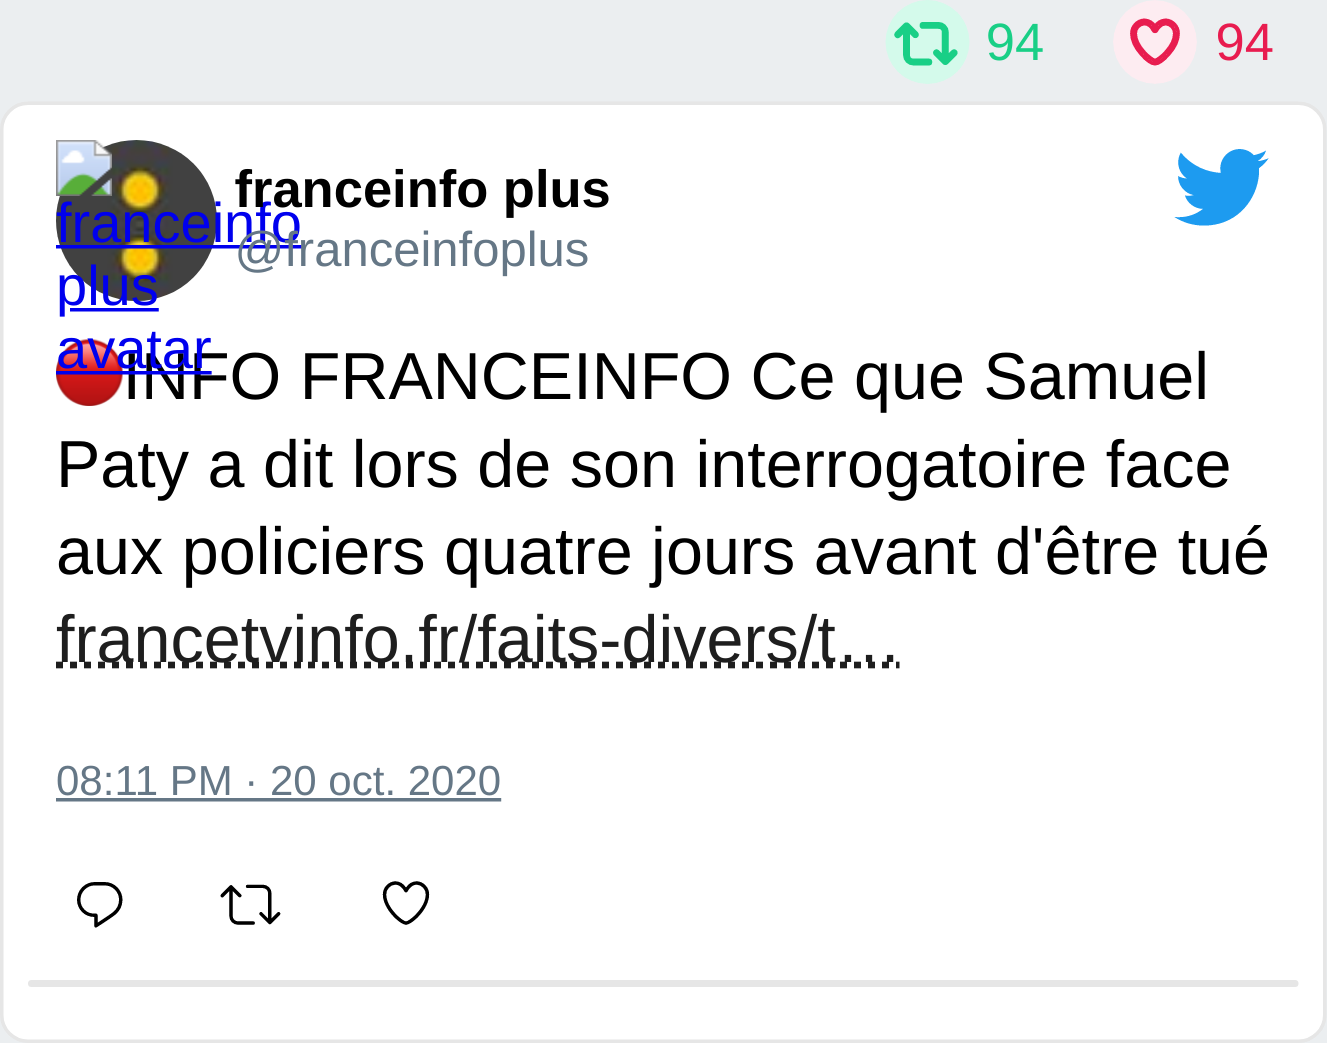 94 94
franceinfo plus
@franceinfoplus
franceinfo
plus
avatar
🔴INFO FRANCEINFO Ce que Samuel
Paty a dit lors de son interrogatoire face
aux policiers quatre jours avant d'être tué
francetvinfo.fr/faits-divers/t…
08:11 PM · 20 oct. 2020